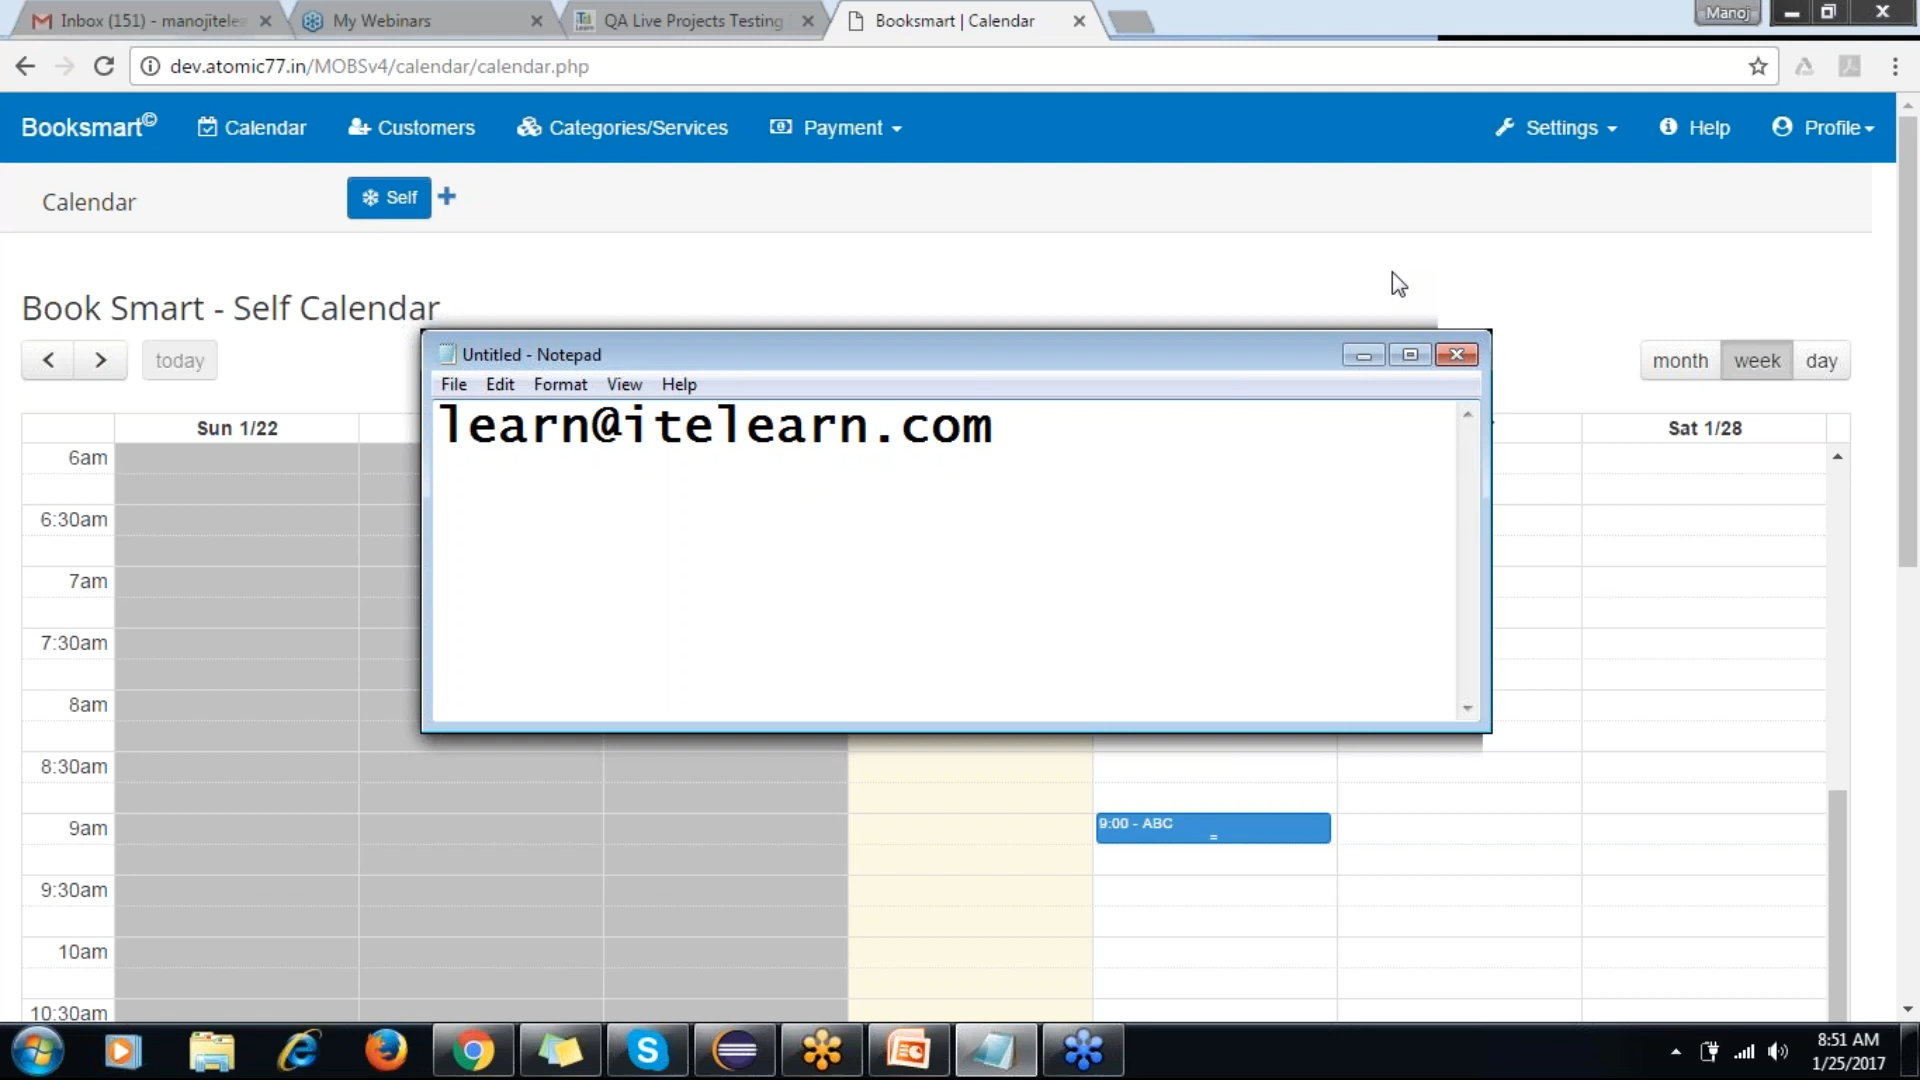 Inbox (151) - manojitelea
My Webinars
QA Live Projects Testing
Booksmart | Calendar
Manoj
dev.atomic77.in/MOBSv4/calendar/calendar.php
Booksmart©
Calendar
Customers
Categories/Services
Payment
Settings
Help
Profile
Calendar
Self
Book Smart - Self Calendar
today
month
week
day
Untitled - Notepad
File
Edit
Format
View
Help
learn@itelearn.com
Sun 1/22
Sat 1/28
6am
6:30am
7am
7:30am
8am
8:30am
9am
9:00 - ABC
9:30am
10am
10:30am
8:51 AM
1/25/2017